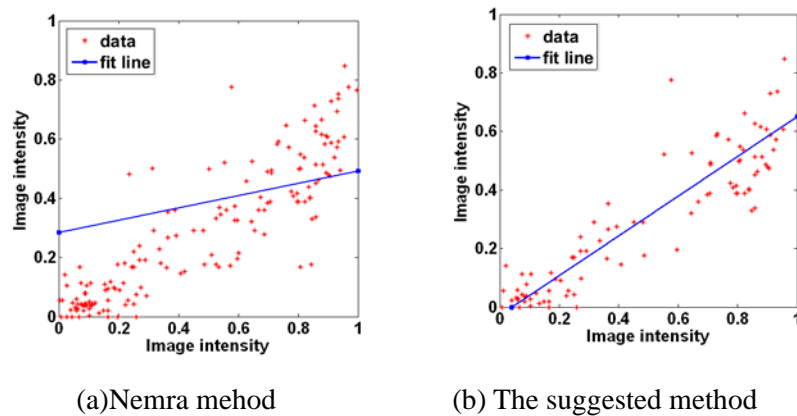 1
data
fit line
0.8
0.6
0.4
0.2
0
Image intensity
0 0.2 0.4 0.6 0.8 1
Image intensity
1
data
fit line
0.8
0.6
0.4
0.2
0
Image intensity
0 0.2 0.4 0.6 0.8 1
Image intensity
(a)Nemra mehod
(b) The suggested method